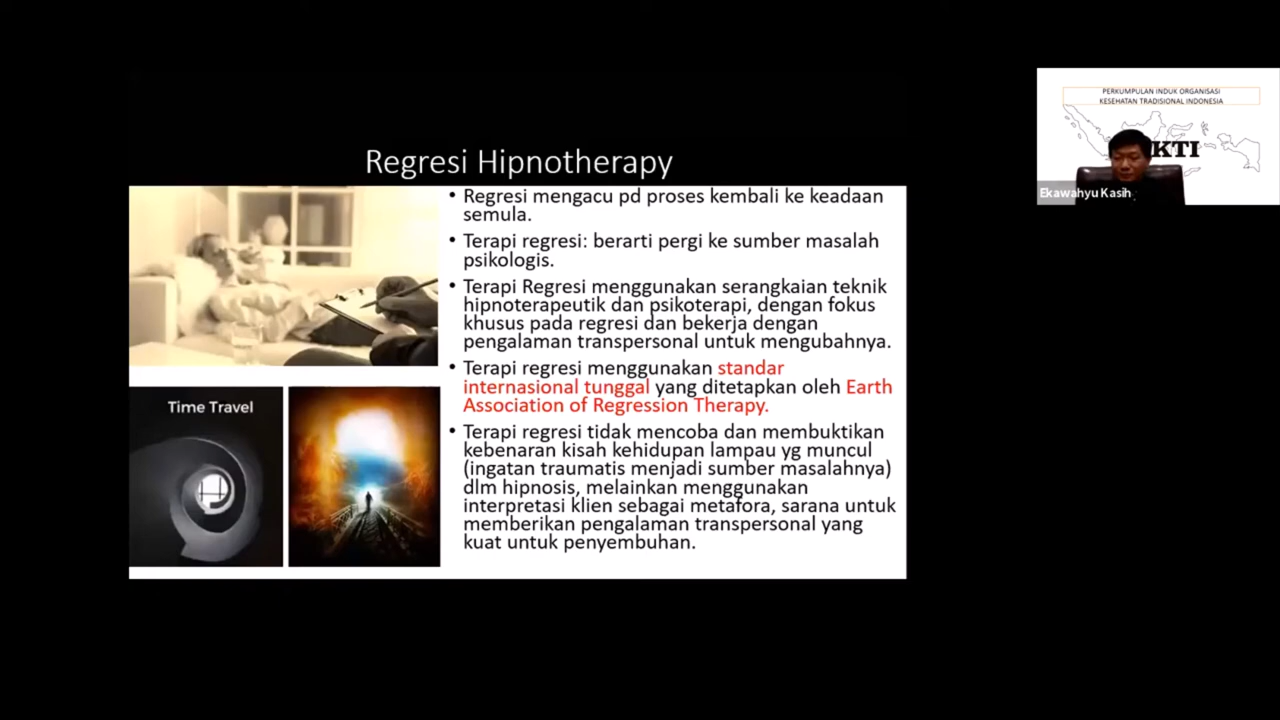 Regresi Hipnotherapy
• Regresi mengacu pd proses kembali ke keadaan
semula.
• Terapi regresi: berarti pergi ke sumber masalah
psikologis.
• Terapi Regresi menggunakan serangkaian teknik
hipnoterapeutik dan psikoterapi, dengan fokus
khusus pada regresi dan bekerja dengan
pengalaman transpersonal untuk mengubahnya.
• Terapi regresi menggunakan standar
internasional tunggal yang ditetapkan oleh Earth
Association of Regression Therapy.
• Terapi regresi tidak mencoba dan membuktikan
kebenaran kisah kehidupan lampau yg muncul
(ingatan traumatis menjadi sumber masalahnya)
dlm hipnosis, melainkan menggunakan
interpretasi klien sebagai metafora, sarana untuk
memberikan pengalaman transpersonal yang
kuat untuk penyembuhan.
Time Travel
PERKUMPULAN INDUK ORGANISASI
KESEHATAN TRADISIONAL INDONESIA
KTI
Ekawahyu Kasih